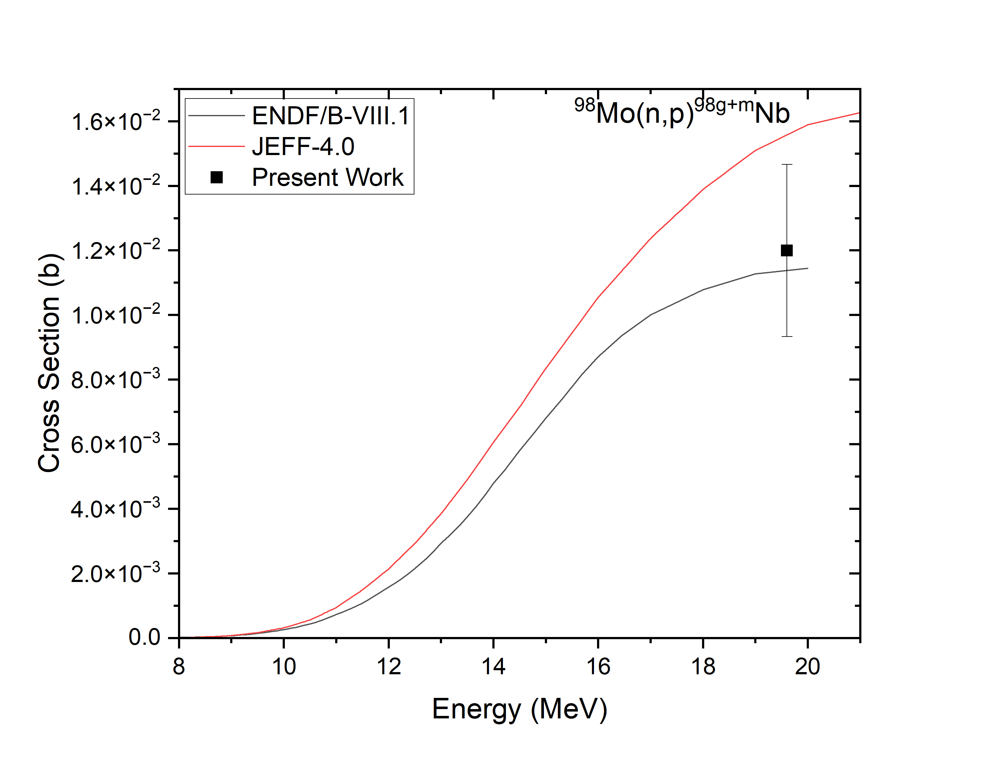 ⁹⁸Mo(n,p)⁹⁸ᵍ⁺ᵐNb
ENDF/B-VIII.1
JEFF-4.0
Present Work
Cross Section (b)
1.6×10⁻²
1.4×10⁻²
1.2×10⁻²
1.0×10⁻²
8.0×10⁻³
6.0×10⁻³
4.0×10⁻³
2.0×10⁻³
0.0
8 10 12 14 16 18 20
Energy (MeV)